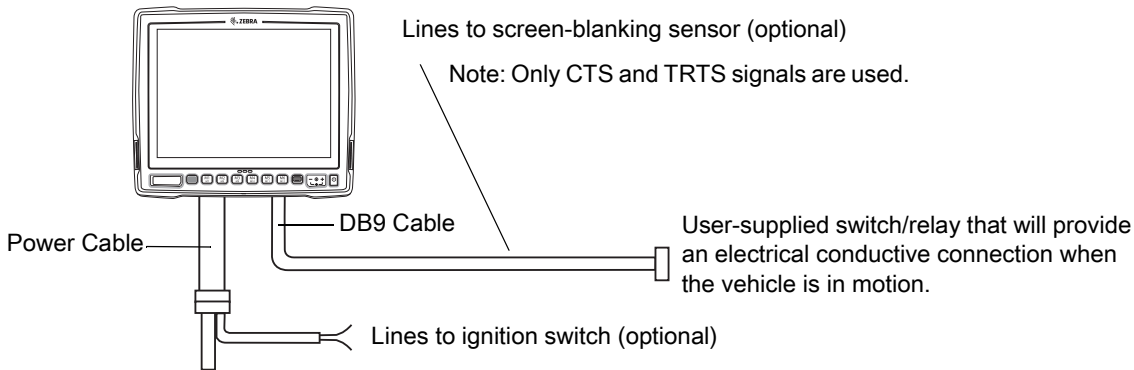 ZEBRA
Lines to screen-blanking sensor (optional)
Note: Only CTS and TRTS signals are used.
DB9 Cable
Power Cable
User-supplied switch/relay that will provide
an electrical conductive connection when
the vehicle is in motion.
Lines to ignition switch (optional)